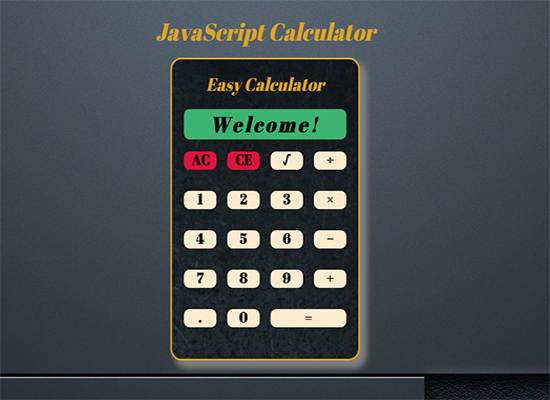 JavaScript Calculator
Easy Calculator
Welcome!
AC CE √ ÷
1 2 3 ×
4 5 6 −
7 8 9 +
. 0 =